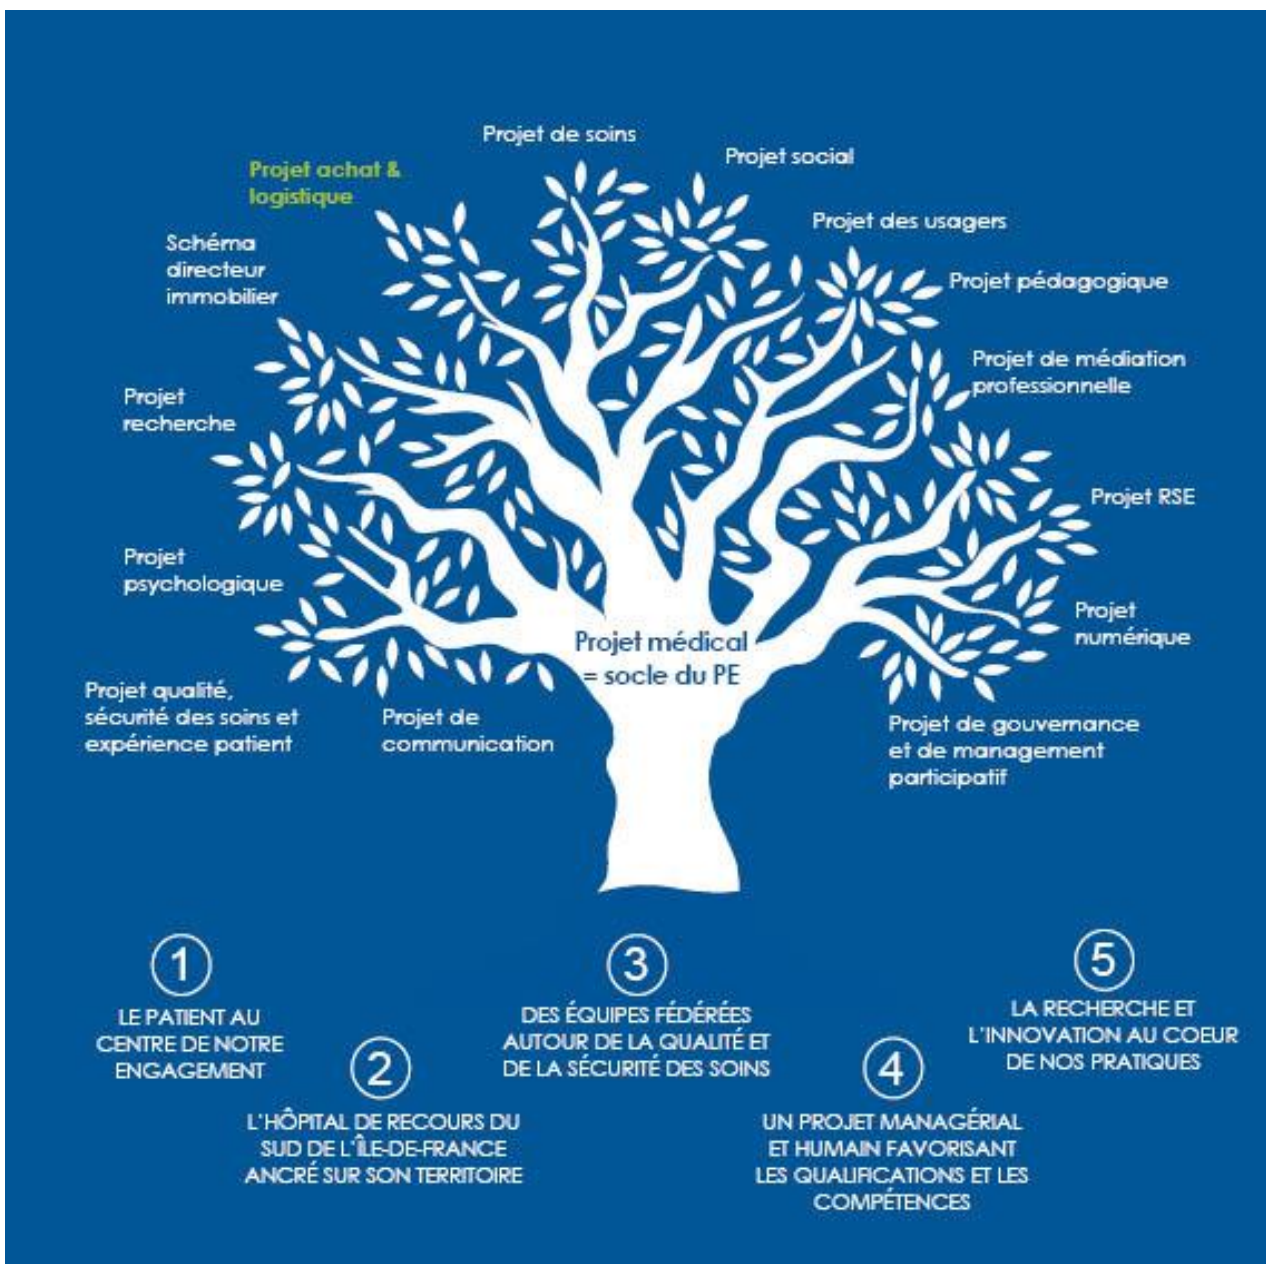 Projet de soins
Projet social
Projet achat &
logistique
Projet des usagers
Schéma
directeur
immobilier
Projet pédagogique
Projet de médiation
professionnelle
Projet
recherche
Projet RSE
Projet
psychologique
Projet
numérique
Projet médical
= socle du PE
Projet qualité,
sécurité des soins et
expérience patient
Projet de
communication
Projet de gouvernance
et de management
participatif
1
LE PATIENT AU
CENTRE DE NOTRE
ENGAGEMENT
2
L'HÔPITAL DE RECOURS DU
SUD DE L'ÎLE-DE-FRANCE
ANCRÉ SUR SON TERRITOIRE
3
DES ÉQUIPES FÉDÉRÉES
AUTOUR DE LA QUALITÉ ET
DE LA SÉCURITÉ DES SOINS
4
UN PROJET MANAGÉRIAL
ET HUMAIN FAVORISANT
LES QUALIFICATIONS ET LES
COMPÉTENCES
5
LA RECHERCHE ET
L'INNOVATION AU COEUR
DE NOS PRATIQUES